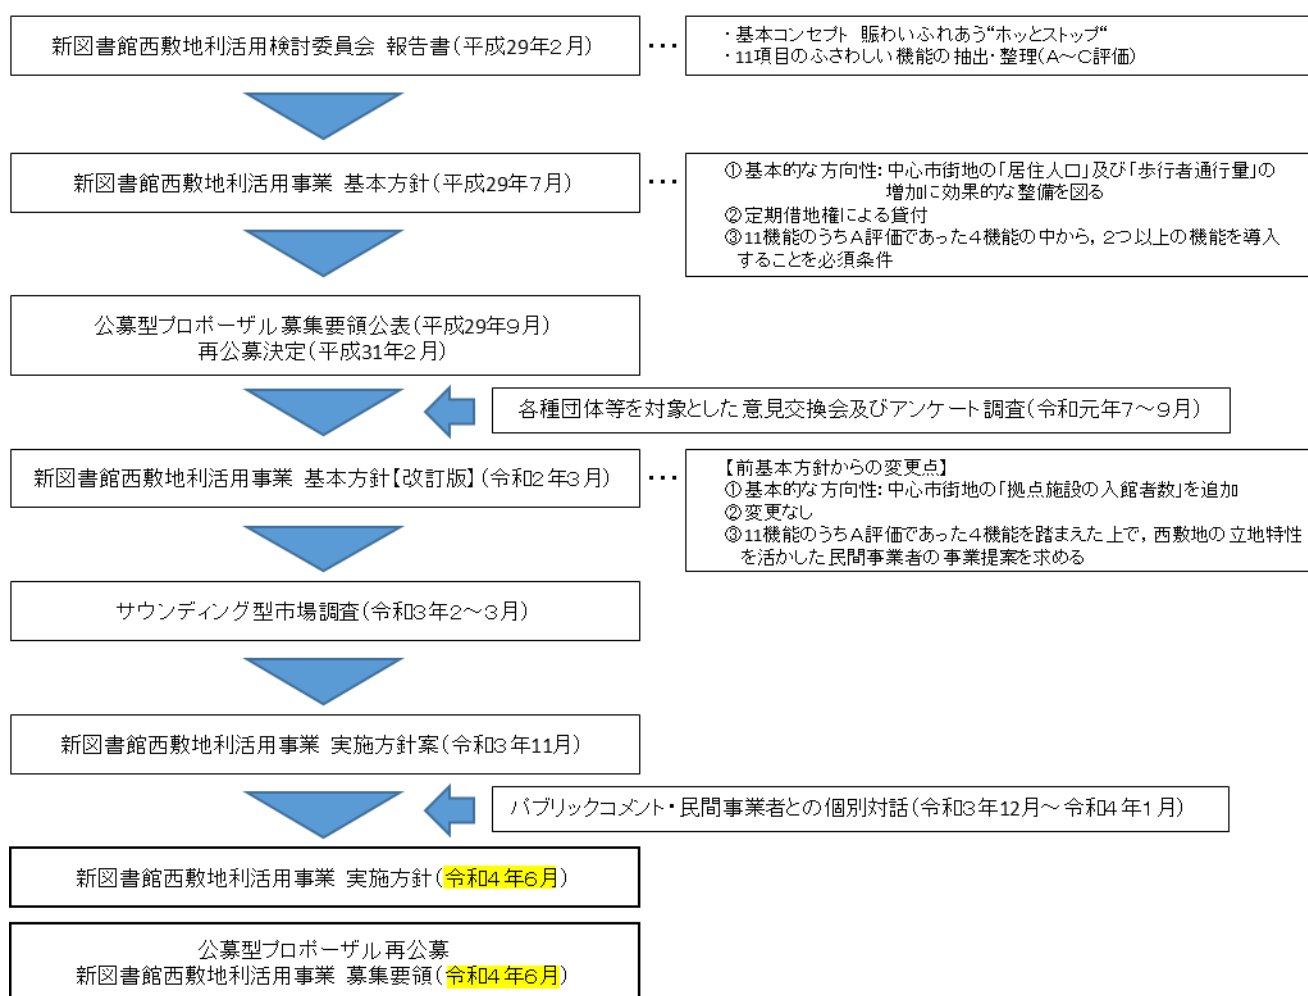 新図書館西敷地利活用検討委員会 報告書(平成29年2月)
・・・
・基本コンセプト 賑わいふれあう“ホッとストップ“
・11項目のふさわしい機能の抽出・整理(A～C評価)
新図書館西敷地利活用事業 基本方針(平成29年7月)
・・・
①基本的な方向性:中心市街地の「居住人口」及び「歩行者通行量」の
増加に効果的な整備を図る
②定期借地権による貸付
③11機能のうちA評価であった4機能の中から，2つ以上の機能を導入
することを必須条件
公募型プロポーザル募集要領公表(平成29年9月)
再公募決定(平成31年2月)
各種団体等を対象とした意見交換会及びアンケート調査(令和元年7～9月)
新図書館西敷地利活用事業 基本方針【改訂版】(令和2年3月)
・・・
【前基本方針からの変更点】
①基本的な方向性:中心市街地の「拠点施設の入館者数」を追加
②変更なし
③11機能のうちA評価であった4機能を踏まえた上で，西敷地の立地特性
を活かした民間事業者の事業提案を求める
サウンディング型市場調査(令和3年2～3月)
新図書館西敷地利活用事業 実施方針案(令和3年11月)
パブリックコメント・民間事業者との個別対話(令和3年12月～令和4年1月)
新図書館西敷地利活用事業 実施方針(令和4年6月)
公募型プロポーザル再公募
新図書館西敷地利活用事業 募集要領(令和4年6月)